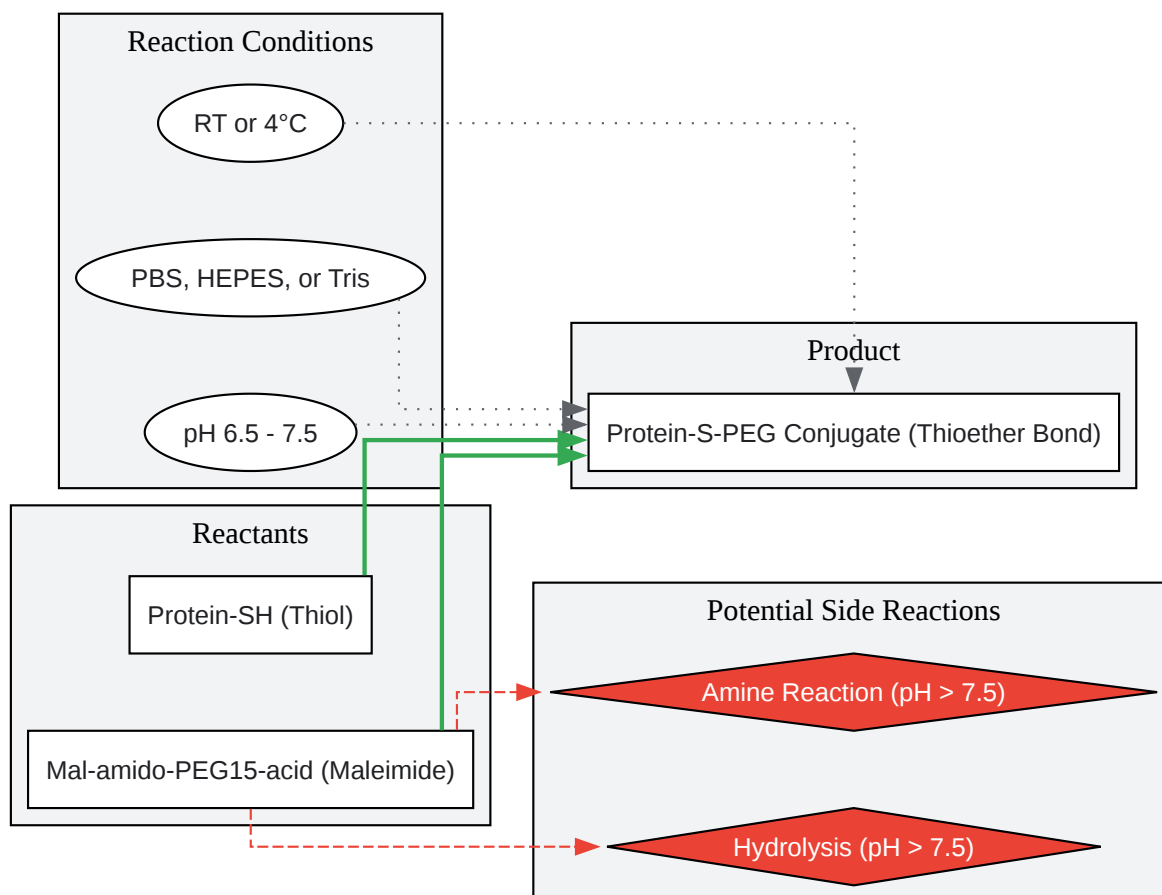 Reaction Conditions
RT or 4°C
PBS, HEPES, or Tris
pH 6.5 - 7.5
Product
Protein-S-PEG Conjugate (Thioether Bond)
Reactants
Protein-SH (Thiol)
Mal-amido-PEG15-acid (Maleimide)
Potential Side Reactions
Amine Reaction (pH > 7.5)
Hydrolysis (pH > 7.5)